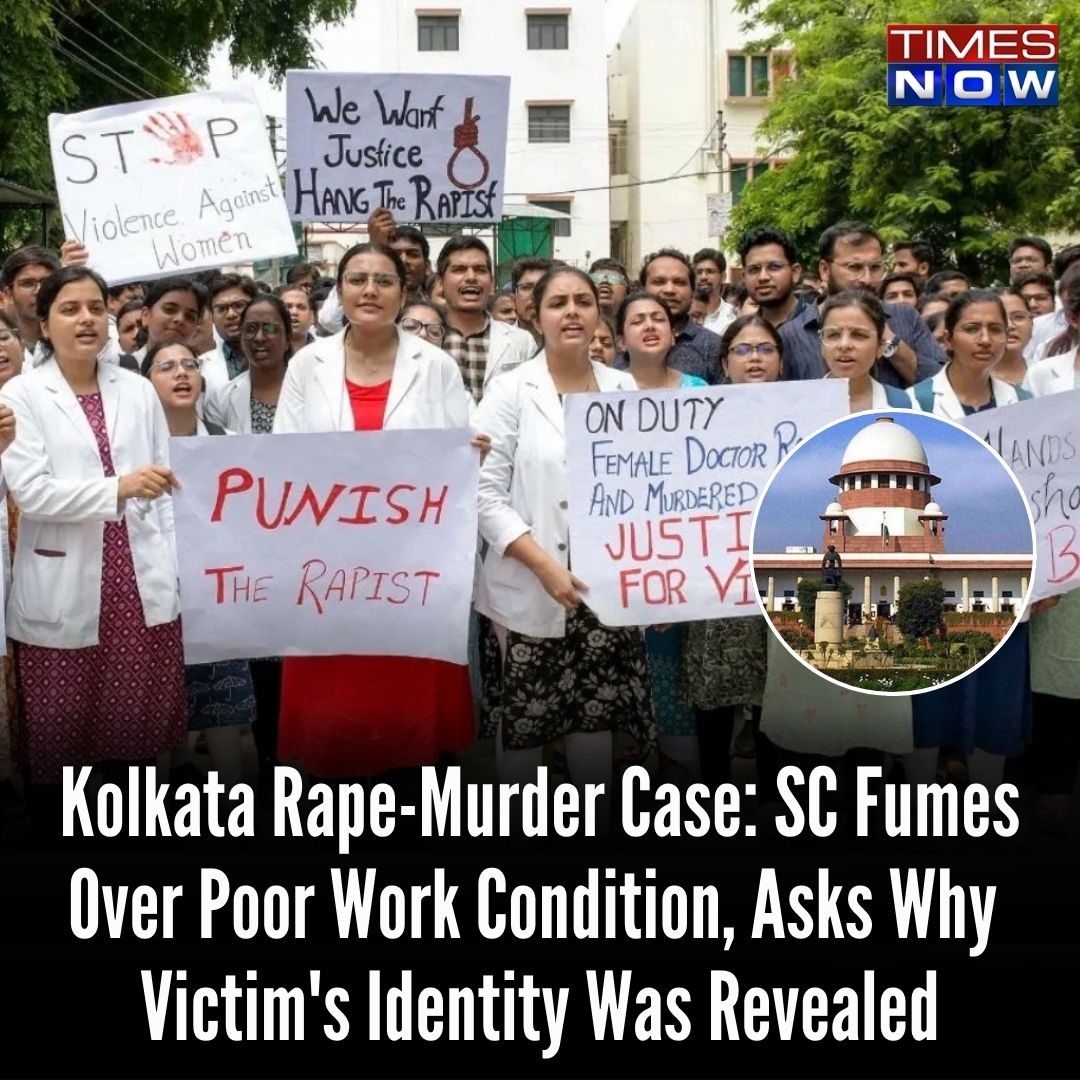 TIMES
NOW
STOP
Violence Against
Women
We Want
Justice
HANG The RAPIST
PUNISH
THE RAPIST
ON DUTY
FEMALE DOCTOR
AND MURDERED
FOR
Kolkata Rape-Murder Case: SC Fumes
Over Poor Work Condition, Asks Why
Victim's Identity Was Revealed